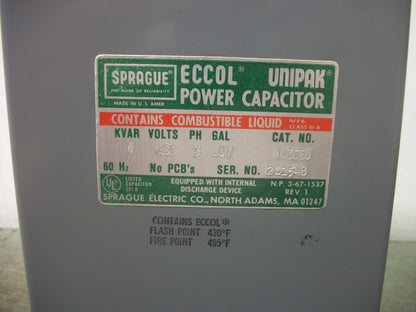 SPRAGUE®
THE MARK OF RELIABILITY
MADE IN U.S. AMER
ECCOL® UNIPAK®
POWER CAPACITOR
CONTAINS COMBUSTIBLE LIQUID NFPA CLASS III B
KVAR VOLTS PH GAL CAT. NO.
480 3 .07
60 Hz No PCB's SER. NO.
UL LISTED CAPACITOR
EQUIPPED WITH INTERNAL
DISCHARGE DEVICE
N.P. 3-67-1537
REV. 1
SPRAGUE ELECTRIC CO., NORTH ADAMS, MA 01247
CONTAINS ECCOL®
FLASH POINT 430°F
FIRE POINT 495°F